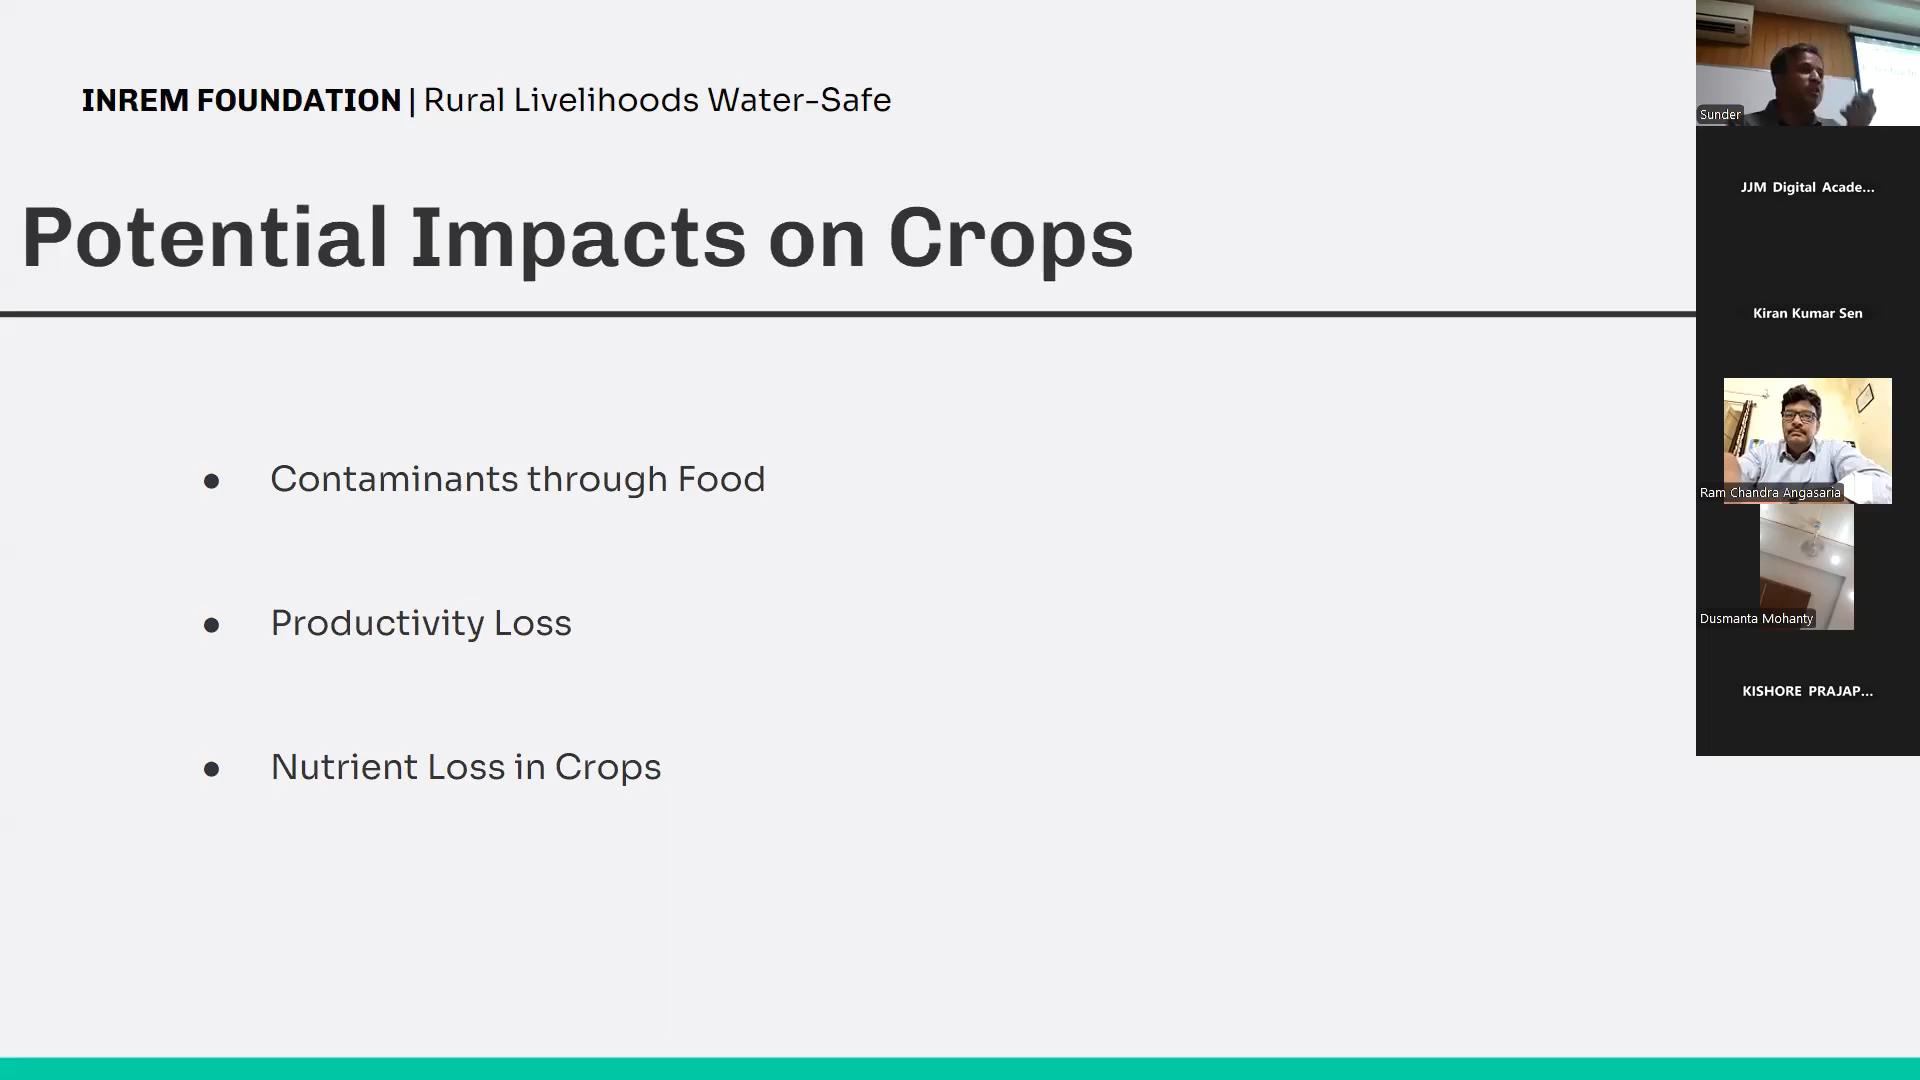 INREM FOUNDATION | Rural Livelihoods Water-Safe
Potential Impacts on Crops
● Contaminants through Food
● Productivity Loss
● Nutrient Loss in Crops
Sunder
JJM Digital Acade...
Kiran Kumar Sen
Ram Chandra Angasaria
Dusmanta Mohanty
KISHORE PRAJAP...